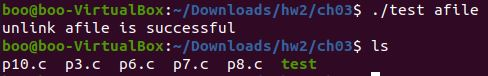 boo@boo-VirtualBox:~/Downloads/hw2/ch03$ ./test afile
unlink afile is successful
boo@boo-VirtualBox:~/Downloads/hw2/ch03$ ls
p10.c  p3.c  p6.c  p7.c  p8.c  test